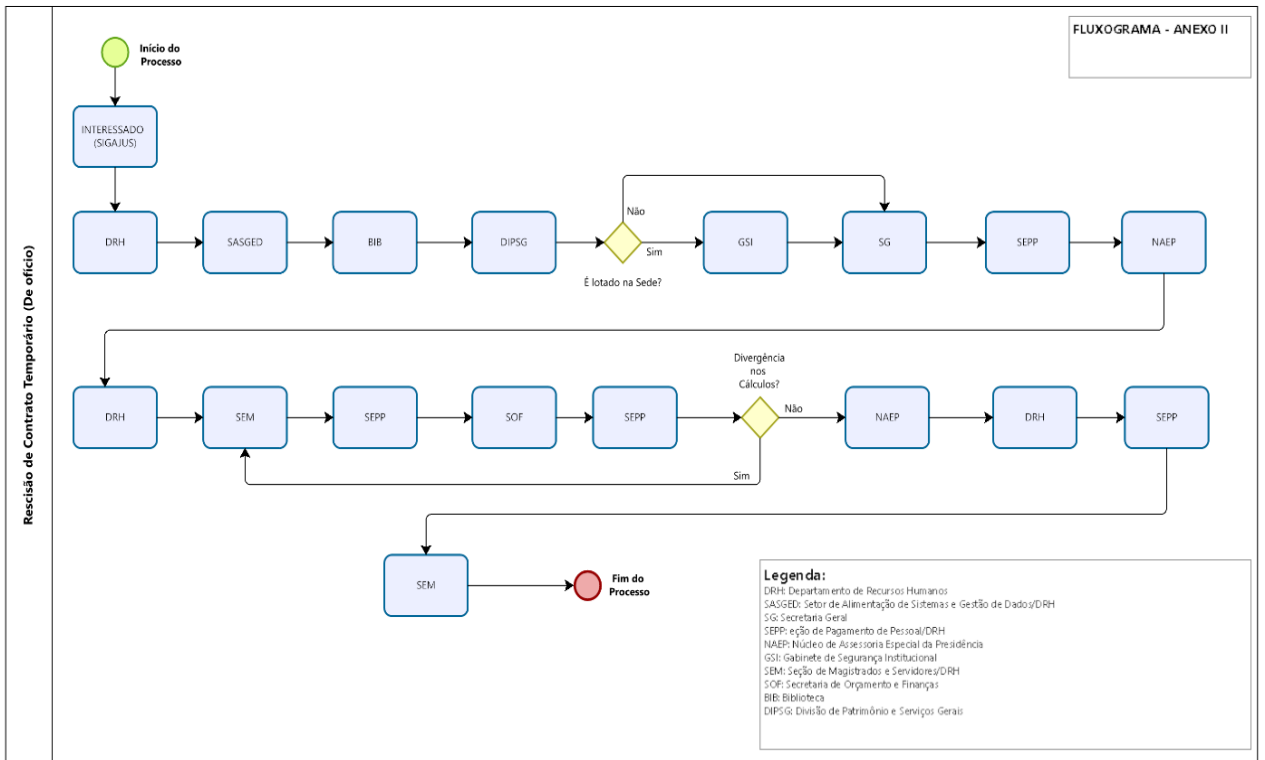 FLUXOGRAMA - ANEXO II
Rescisão de Contrato Temporário (De ofício)
Início do
Processo
INTERESSADO
(SIGAJUS)
DRH
SASGED
BIB
DIPSG
Não
Sim
É lotado na Sede?
GSI
SG
SEPP
NAEP
DRH
SEM
SEPP
SOF
SEPP
Divergência
nos
Cálculos?
Não
Sim
NAEP
DRH
SEPP
SEM
Fim do
Processo
Legenda:
DRH: Departamento de Recursos Humanos
SASGED: Setor de Alimentação de Sistemas e Gestão de Dados/DRH
SG: Secretaria Geral
SEPP: eção de Pagamento de Pessoal/DRH
NAEP: Núcleo de Assessoria Especial da Presidência
GSI: Gabinete de Segurança Institucional
SEM: Seção de Magistrados e Servidores/DRH
SOF: Secretaria de Orçamento e Finanças
BIB: Biblioteca
DIPSG: Divisão de Patrimônio e Serviços Gerais